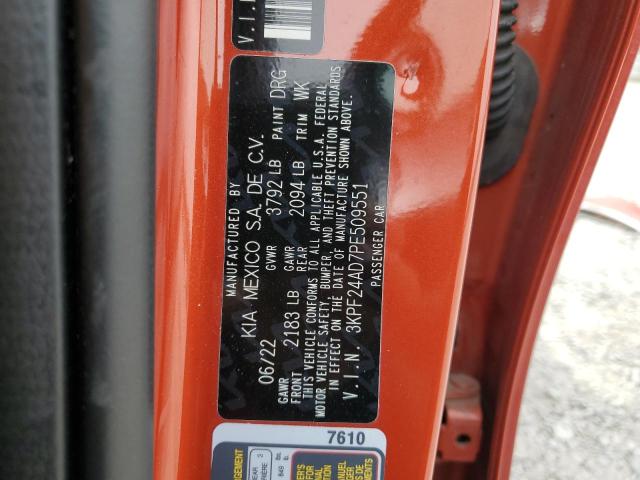 V.I.N
MANUFACTURED BY
KIA MEXICO S.A. DE C.V.
06/22 GVWR 3792 LB PAINT DRG
GAWR FRONT 2183 LB GAWR REAR 2094 LB TRIM WK
THIS VEHICLE CONFORMS TO ALL APPLICABLE U.S.A. FEDERAL
MOTOR VEHICLE SAFETY, BUMPER, AND THEFT PREVENTION STANDARDS
IN EFFECT ON THE DATE OF MANUFACTURE SHOWN ABOVE.
V.I.N. 3KPF24AD7PE509551
PASSENGER CAR
7610